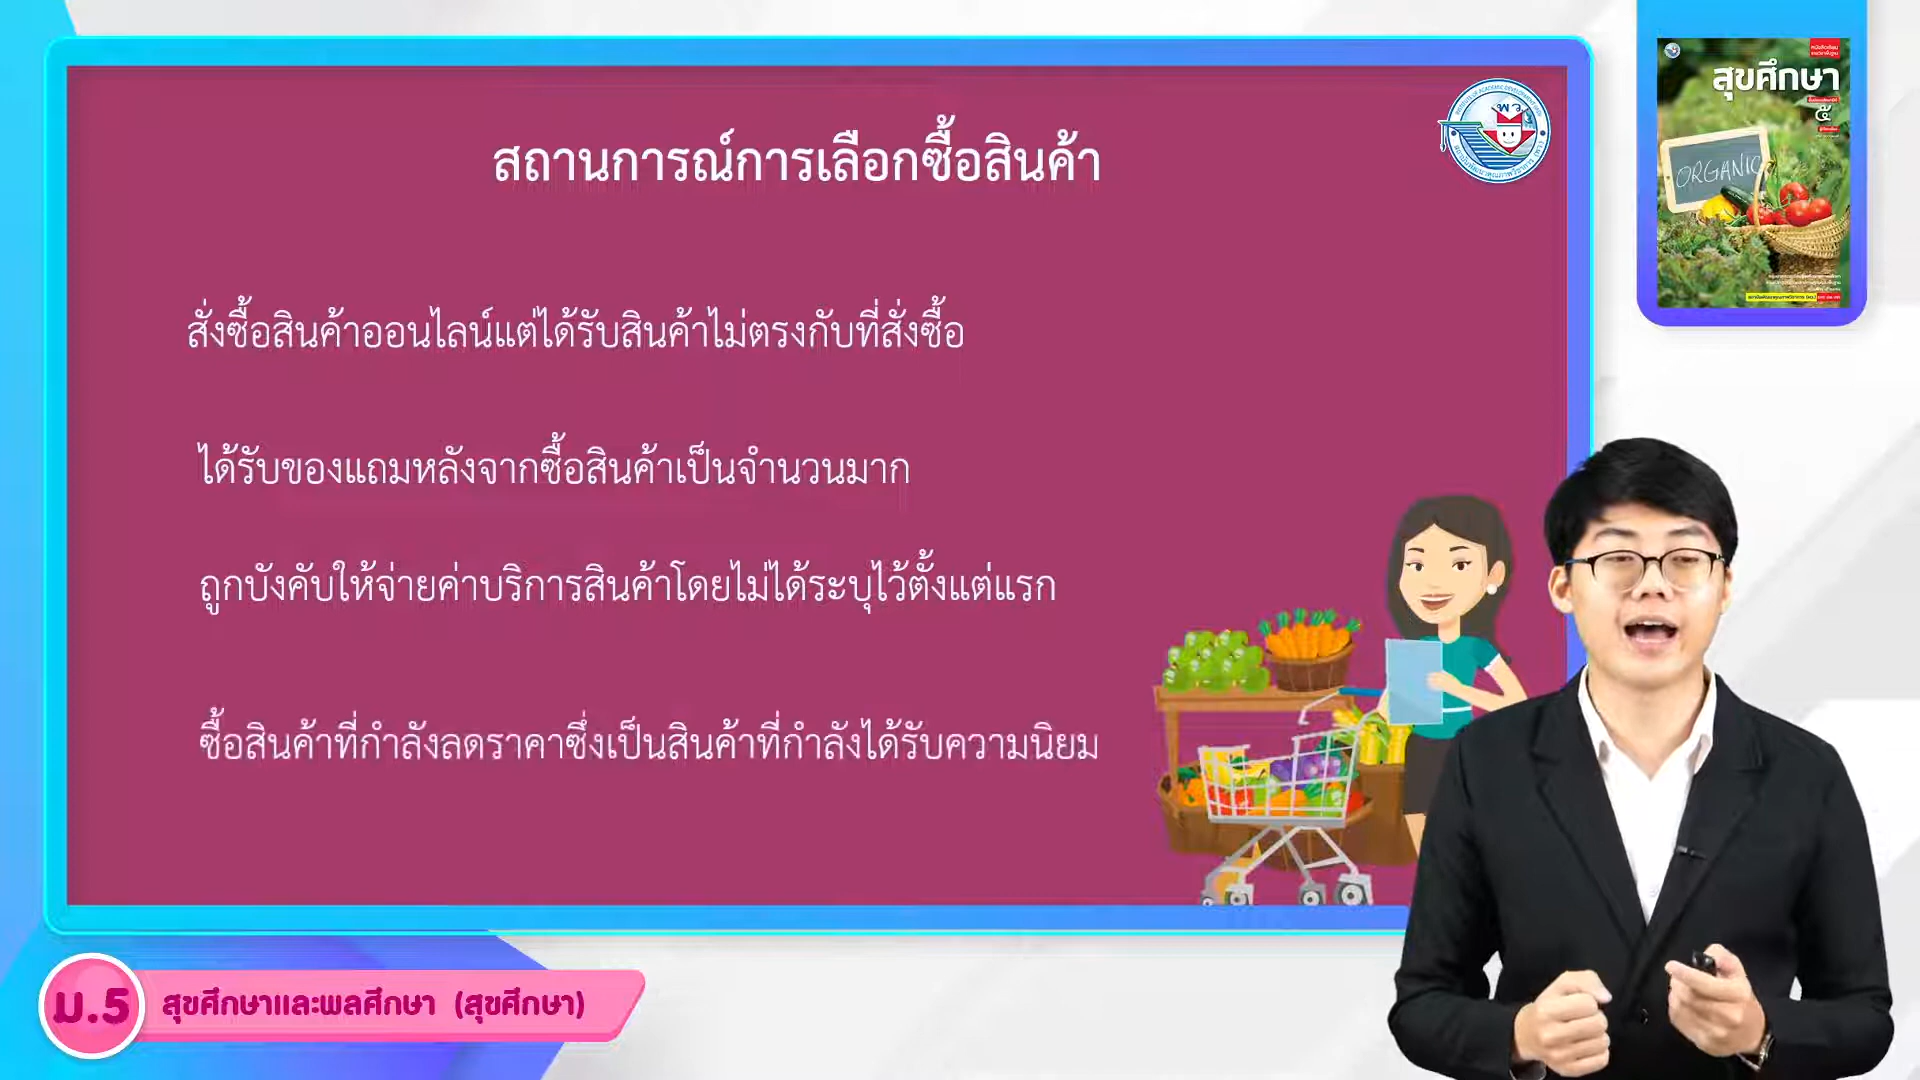 สถานการณ์การเลือกซื้อสินค้า
สั่งซื้อสินค้าออนไลน์แต่ได้รับสินค้าไม่ตรงกับที่สั่งซื้อ
ได้รับของแถมหลังจากซื้อสินค้าเป็นจำนวนมาก
ถูกบังคับให้จ่ายค่าบริการสินค้าโดยไม่ได้ระบุไว้ตั้งแต่แรก
ซื้อสินค้าที่กำลังลดราคาซึ่งเป็นสินค้าที่กำลังได้รับความนิยม
พว.
สุขศึกษา
๕
ORGANIC
ม.5
สุขศึกษาและพลศึกษา (สุขศึกษา)